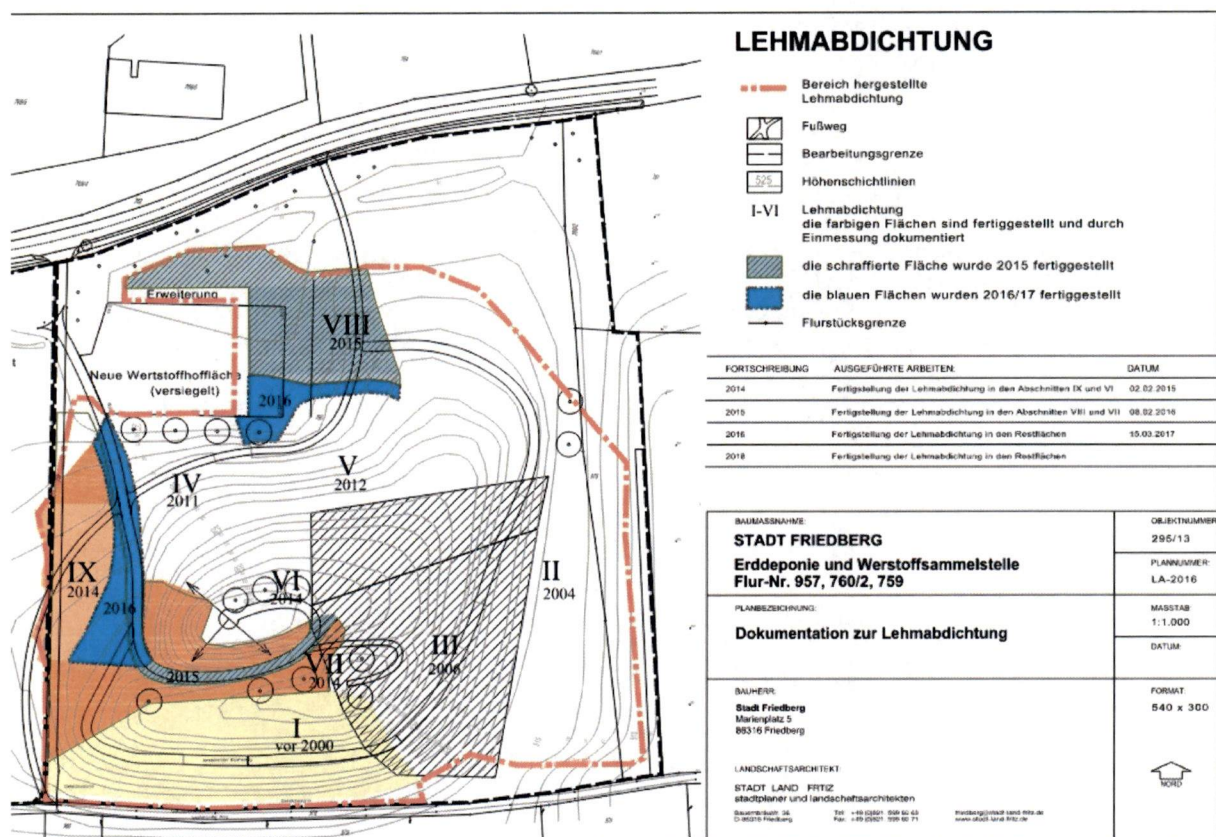 LEHMABDICHTUNG
Bereich hergestellte
Lehmabdichtung
Fußweg
Bearbeitungsgrenze
525
Höhenschichtlinien
I-VI
Lehmabdichtung
die farbigen Flächen sind fertiggestellt und durch
Einmessung dokumentiert
die schraffierte Fläche wurde 2015 fertiggestellt
die blauen Flächen wurden 2016/17 fertiggestellt
Flurstücksgrenze
FORTSCHREIBUNG AUSGEFÜHRTE ARBEITEN: DATUM
2014 Fertigstellung der Lehmabdichtung in den Abschnitten IX und VI 02.02.2015
2015 Fertigstellung der Lehmabdichtung in den Abschnitten VIII und VII 08.02.2016
2016 Fertigstellung der Lehmabdichtung in den Restflächen 15.03.2017
2018 Fertigstellung der Lehmabdichtung in den Restflächen
BAUMASSNAHME:
STADT FRIEDBERG
Erddeponie und Werstoffsammelstelle
Flur-Nr. 957, 760/2, 759
OBJEKTNUMMER
295/13
PLANNUMMER:
LA-2016
PLANBEZEICHNUNG:
Dokumentation zur Lehmabdichtung
MASSTAB
1:1.000
DATUM:
BAUHERR:
Stadt Friedberg
Marienplatz 5
86316 Friedberg
FORMAT:
540 x 300
LANDSCHAFTSARCHITEKT:
STADT LAND FRTIZ
stadtplaner und landschaftsarchitekten
NORD
Erweiterung
VIII
2015
Neue Wertstoffhoffläche
(versiegelt)
2016
IV
2011
V
2012
IX
2014
2016
VI
2014
II
2004
III
2006
VII
2014
2015
I
vor 2000